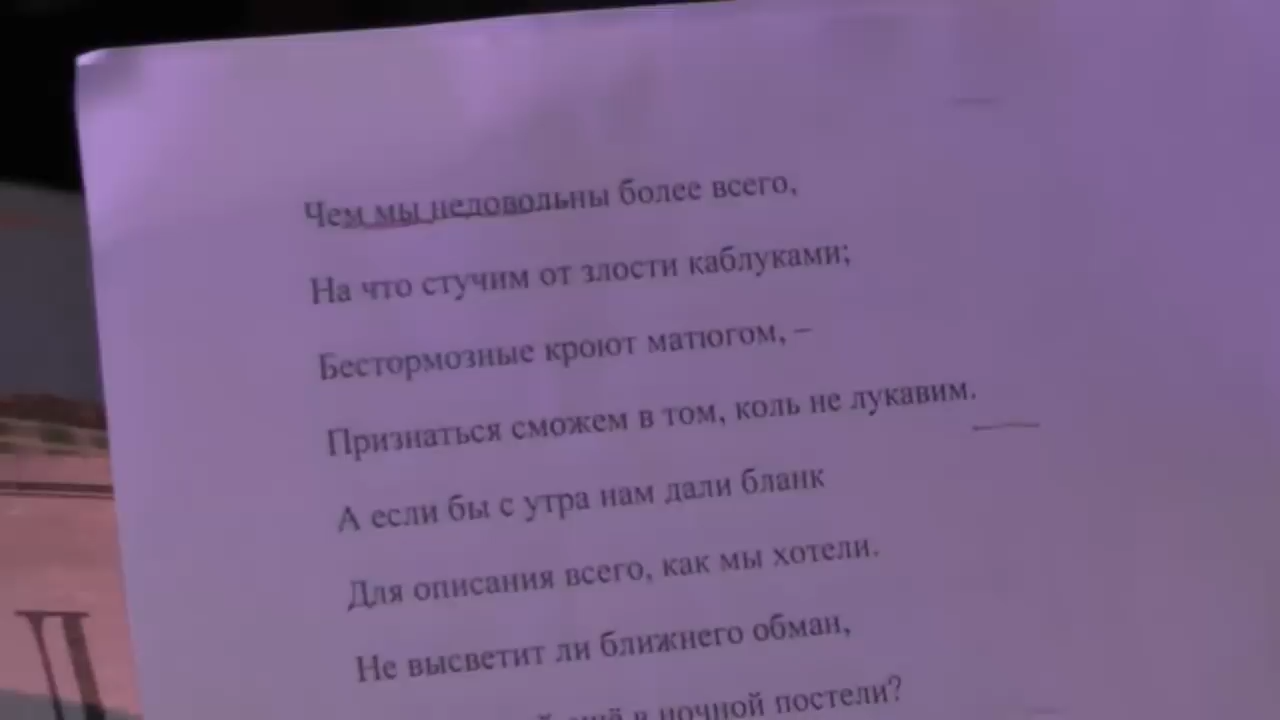 Чем мы недовольны более всего,
На что стучим от злости каблуками;
Бестормозные кроют матюгом, –
Признаться сможем в том, коль не лукавим.
А если бы с утра нам дали бланк
Для описания всего, как мы хотели.
Не высветит ли ближнего обман,
в ночной постели?